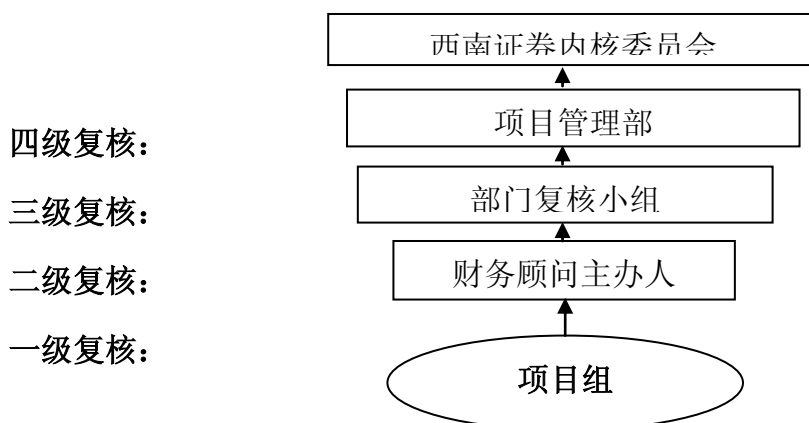 西南证券内核委员会
四级复核：
项目管理部
三级复核：
部门复核小组
二级复核：
财务顾问主办人
一级复核：
项目组